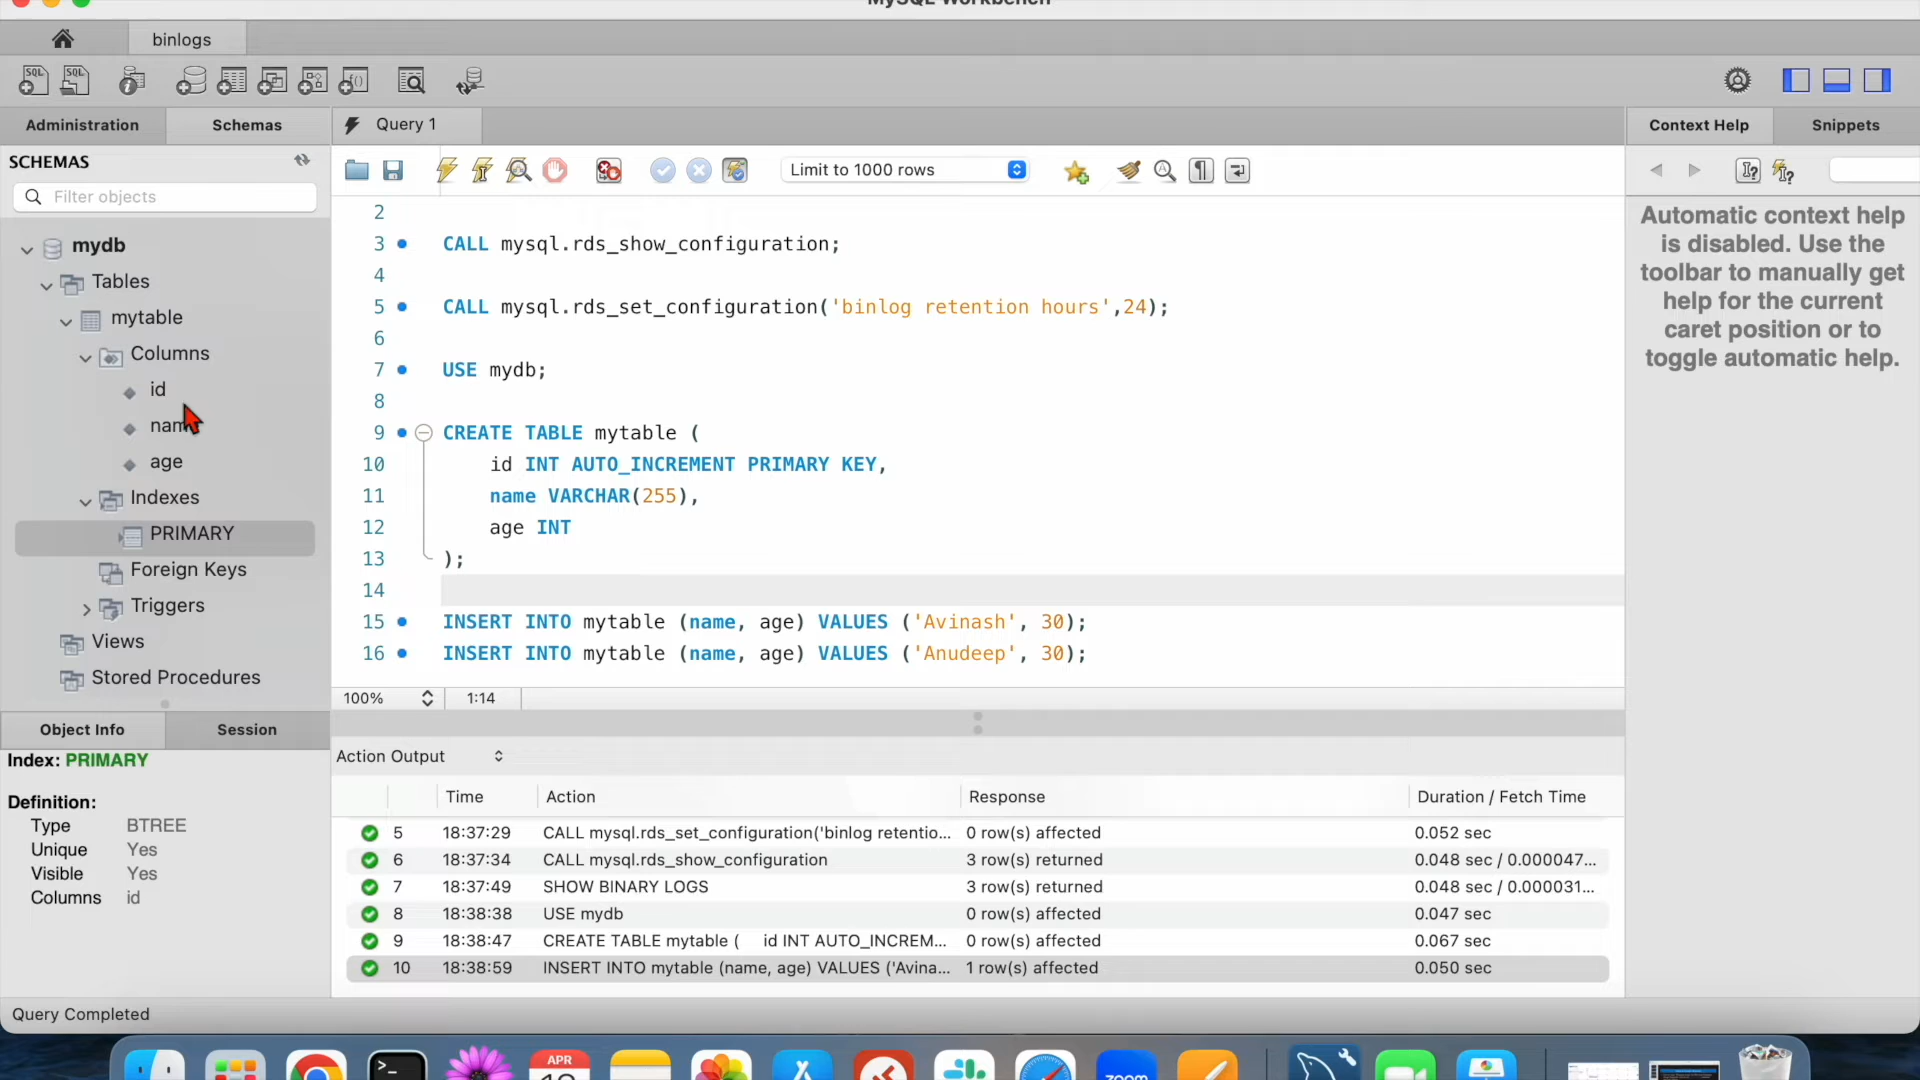 MySQL Workbench
binlogs
Administration
Schemas
Query 1
Context Help
Snippets
SCHEMAS
Filter objects
Limit to 1000 rows
mydb
Tables
mytable
Columns
id
name
age
Indexes
PRIMARY
Foreign Keys
Triggers
Views
Stored Procedures
2
3 CALL mysql.rds_show_configuration;
4
5 CALL mysql.rds_set_configuration('binlog retention hours',24);
6
7 USE mydb;
8
9 CREATE TABLE mytable (
10 id INT AUTO_INCREMENT PRIMARY KEY,
11 name VARCHAR(255),
12 age INT
13 );
14
15 INSERT INTO mytable (name, age) VALUES ('Avinash', 30);
16 INSERT INTO mytable (name, age) VALUES ('Anudeep', 30);
100% 1:14
Automatic context help
is disabled. Use the
toolbar to manually get
help for the current
caret position or to
toggle automatic help.
Object Info
Session
Index: PRIMARY
Definition:
Type BTREE
Unique Yes
Visible Yes
Columns id
Action Output
Time Action Response Duration / Fetch Time
5 18:37:29 CALL mysql.rds_set_configuration('binlog retentio... 0 row(s) affected 0.052 sec
6 18:37:34 CALL mysql.rds_show_configuration 3 row(s) returned 0.048 sec / 0.000047...
7 18:37:49 SHOW BINARY LOGS 3 row(s) returned 0.048 sec / 0.000031...
8 18:38:38 USE mydb 0 row(s) affected 0.047 sec
9 18:38:47 CREATE TABLE mytable ( id INT AUTO_INCREM... 0 row(s) affected 0.067 sec
10 18:38:59 INSERT INTO mytable (name, age) VALUES ('Avina... 1 row(s) affected 0.050 sec
Query Completed
APR
zoom